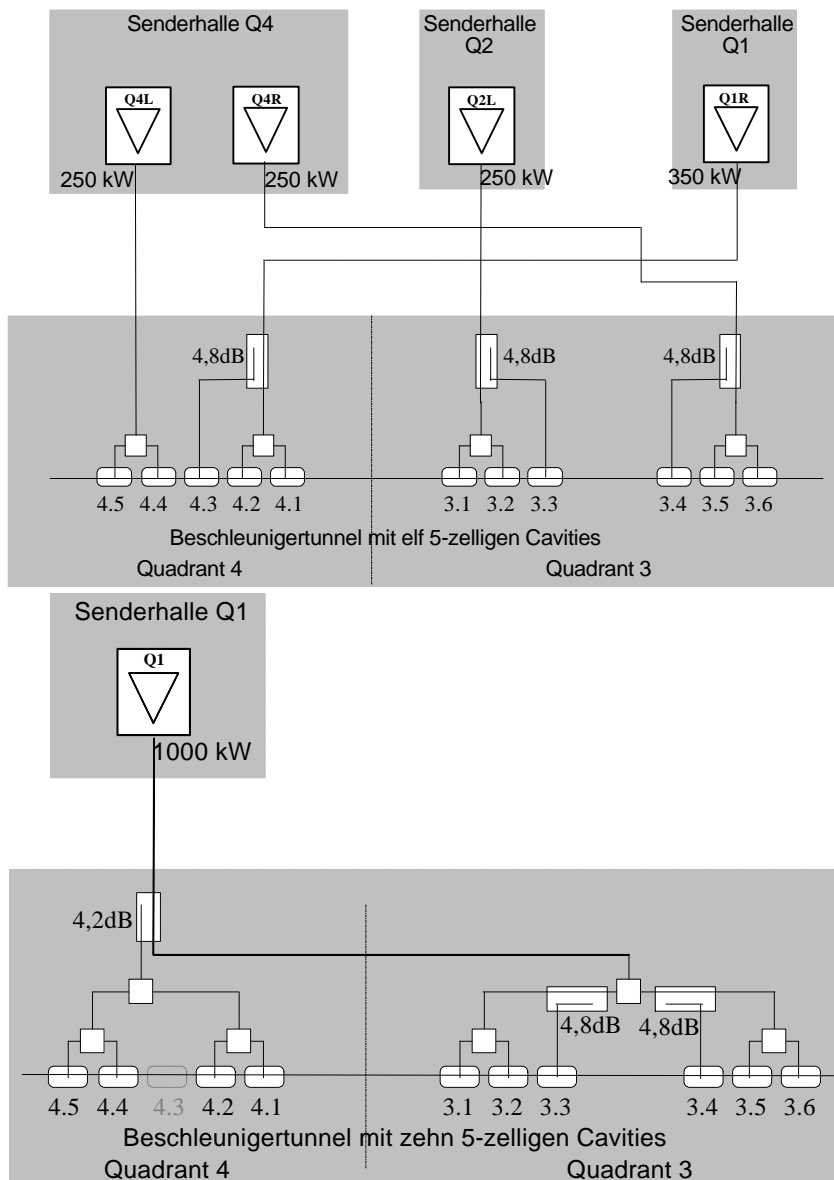 Senderhalle Q4
Senderhalle
Q2
Senderhalle
Q1
Q4L
Q4R
Q2L
Q1R
250 kW
250 kW
250 kW
350 kW
4,8dB
4,8dB
4,8dB
4.5
4.4
4.3
4.2
4.1
3.1
3.2
3.3
3.4
3.5
3.6
Beschleunigertunnel mit elf 5-zelligen Cavities
Quadrant 4
Quadrant 3
Senderhalle Q1
Q1
1000 kW
4,2dB
4,8dB
4,8dB
4.5
4.4
4.3
4.2
4.1
3.1
3.2
3.3
3.4
3.5
3.6
Beschleunigertunnel mit zehn 5-zelligen Cavities
Quadrant 4
Quadrant 3